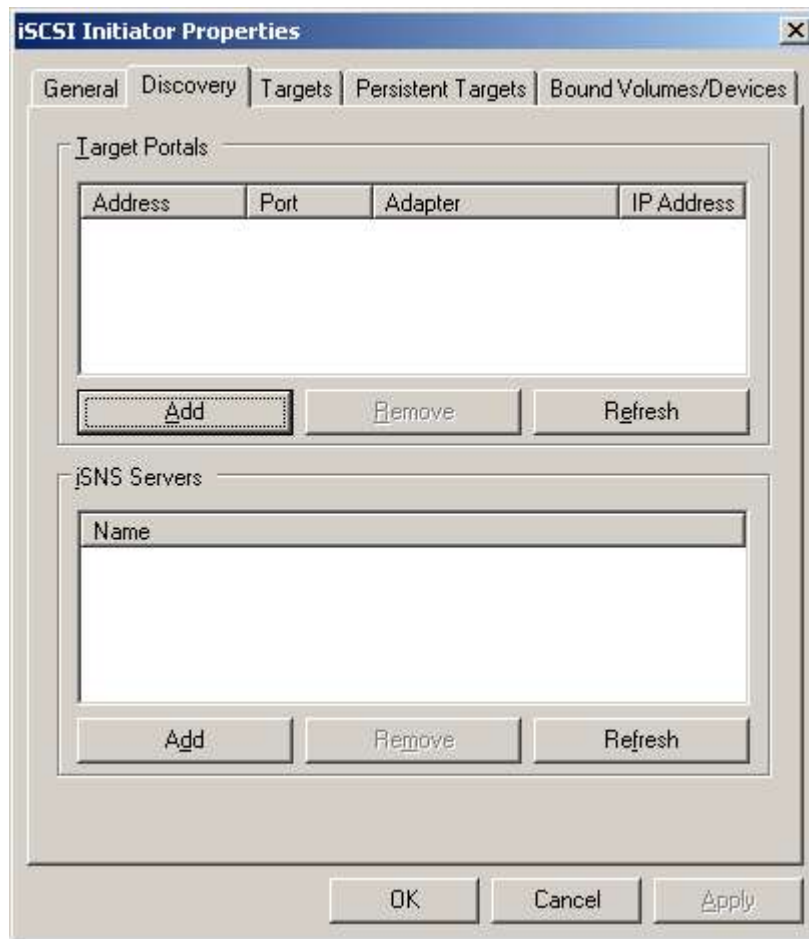 iSCSI Initiator Properties
General Discovery Targets Persistent Targets Bound Volumes/Devices
Target Portals
Address Port Adapter IP Address
Add Remove Refresh
iSNS Servers
Name
Add Remove Refresh
OK Cancel Apply